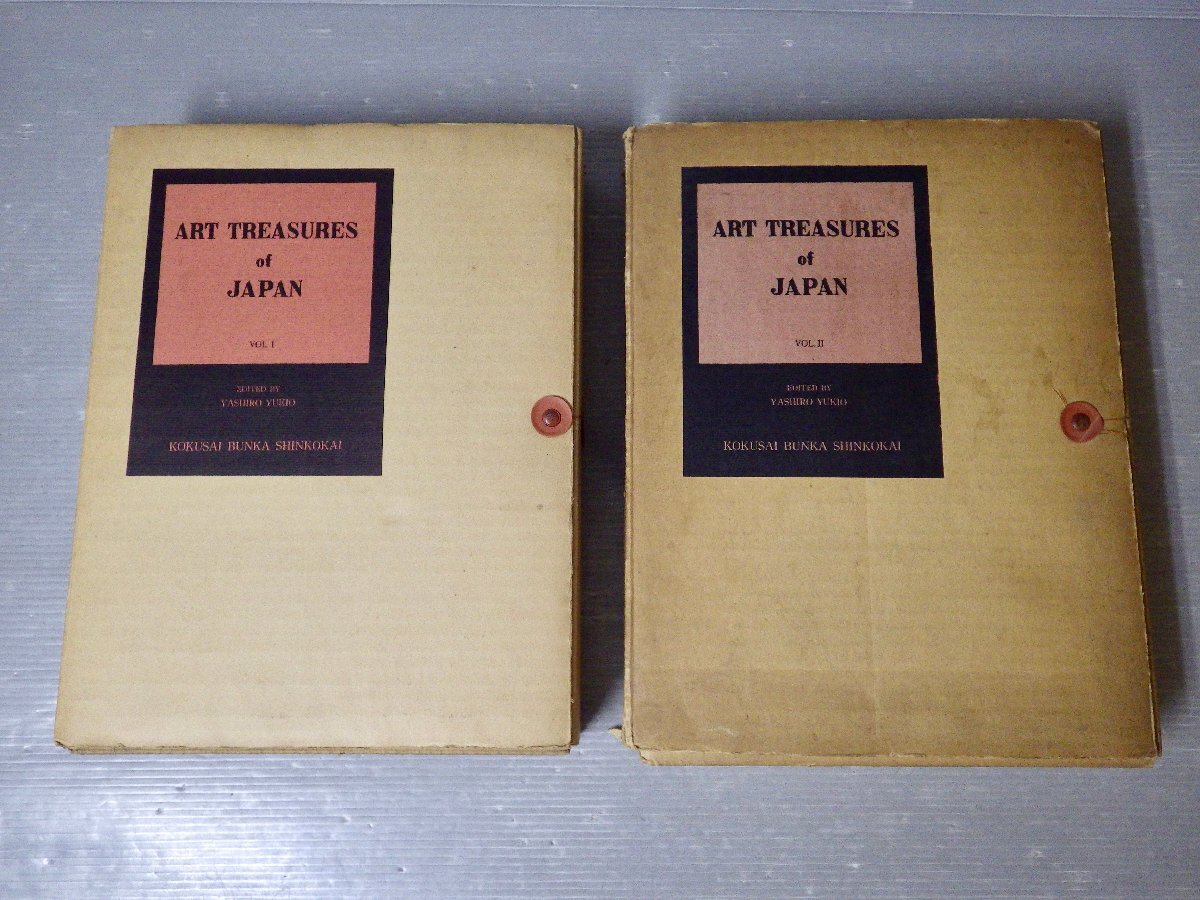 ART TREASURES
of
JAPAN
VOL. I
EDITED BY
YASHIRO YUKIO
KOKUSAI BUNKA SHINKOKAI
ART TREASURES
of
JAPAN
VOL. II
EDITED BY
YASHIRO YUKIO
KOKUSAI BUNKA SHINKOKAI